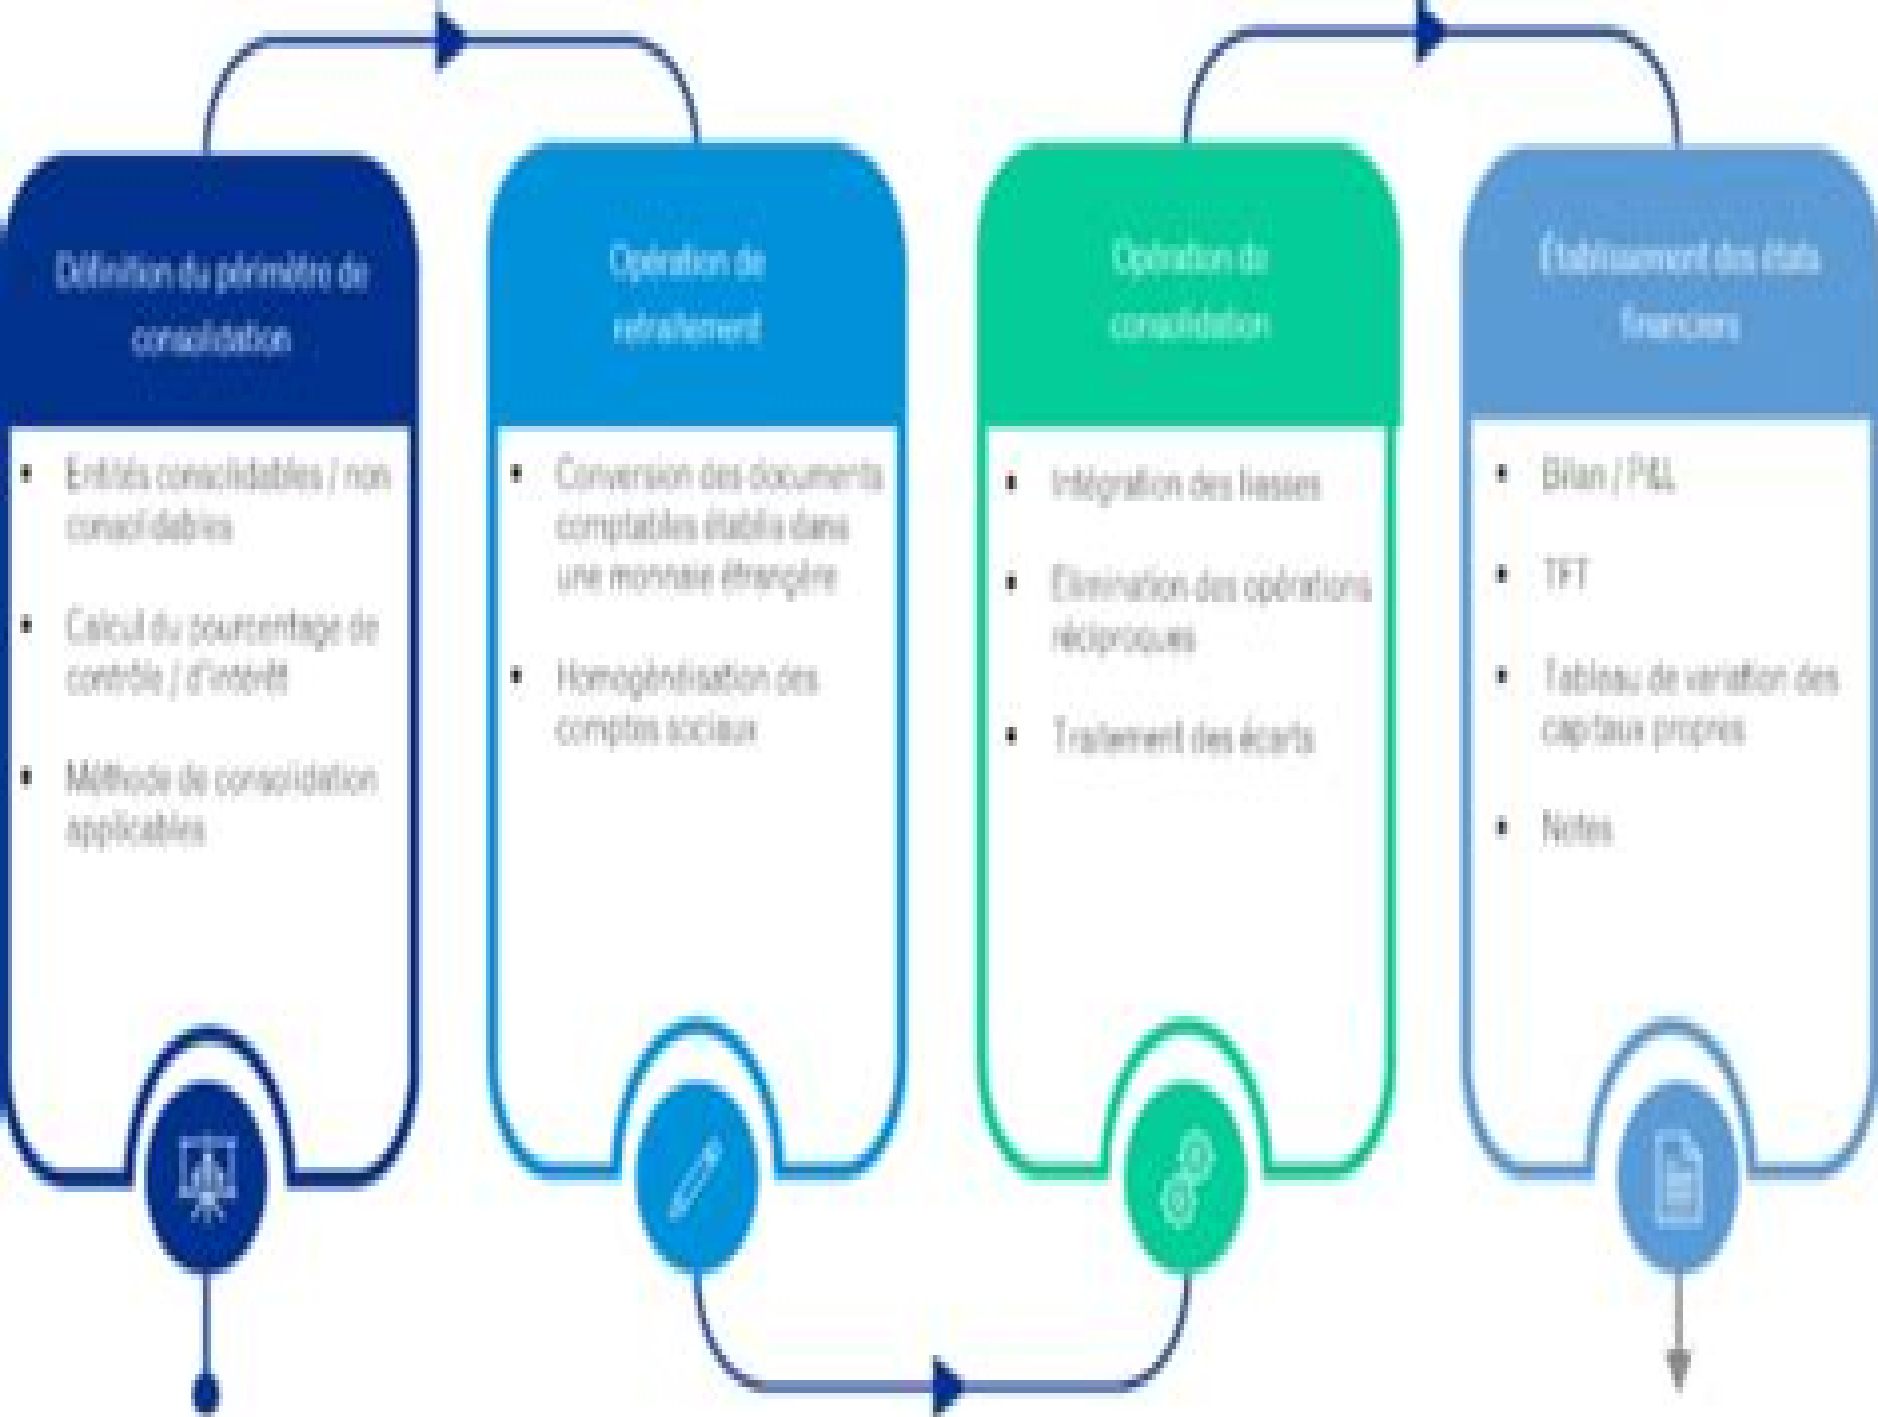 Définition du périmètre de
consolidation
• Entités consolidables / non
consolidables
• Calcul du pourcentage de
contrôle / d'intérêt
• Méthode de consolidation
applicables
Opération de
retraitement
• Conversion des documents
comptables établis dans
une monnaie étrangère
• Homogénéisation des
comptes sociaux
Opération de
consolidation
• Intégration des liasses
• Elimination des opérations
réciproques
• Traitement des écarts
Établissement des états
financiers
• Bilan / P&L
• TFT
• Tableau de variation des
capitaux propres
• Notes